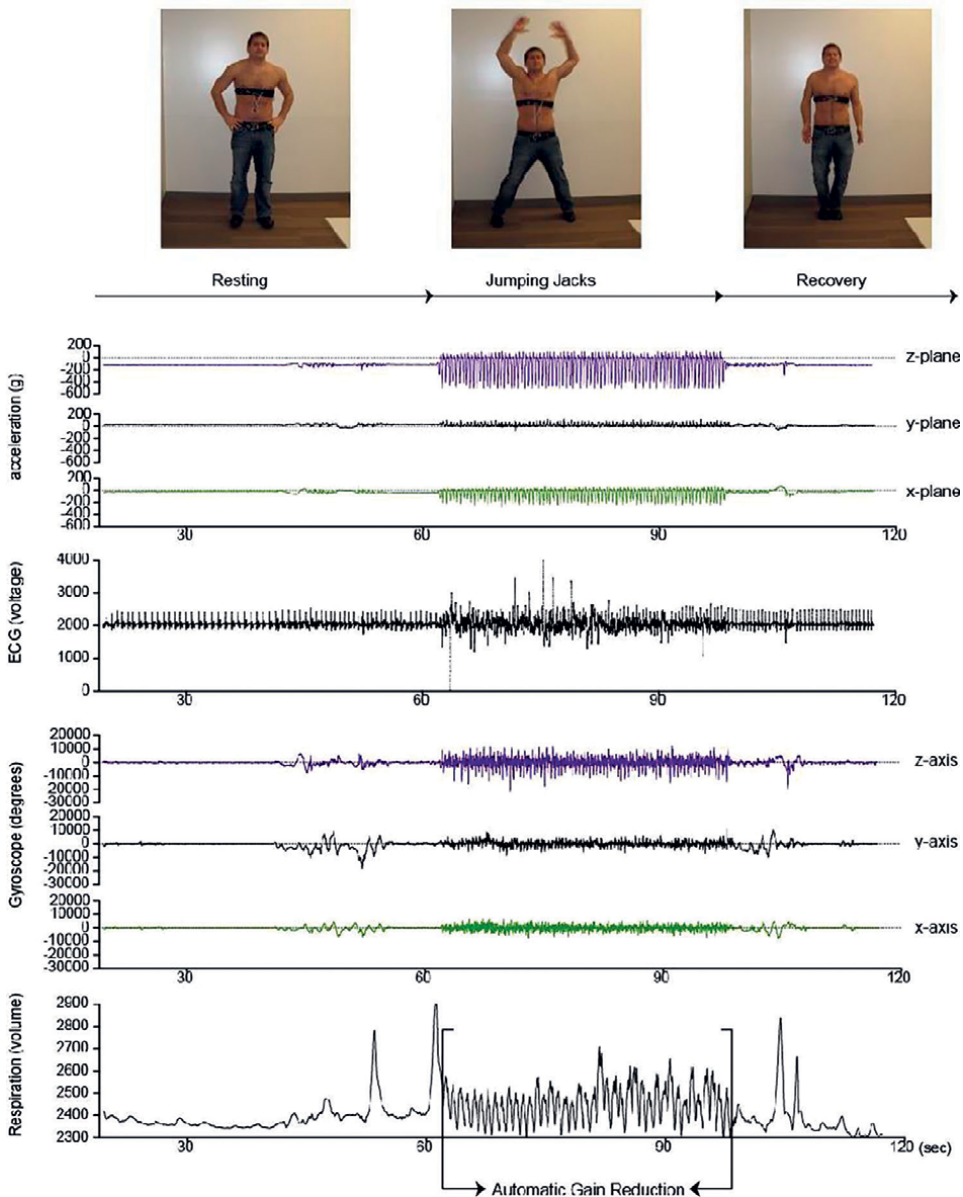 Resting Jumping Jacks Recovery
acceleration (g)
200
0
-200
-400
-600
z-plane
200
0
-200
-400
-600
y-plane
200
0
-200
-400
-600
x-plane
30 60 90 120
ECG (voltage)
4000
3000
2000
1000
0
30 60 90 120
Gyroscope (degrees)
20000
10000
0
-10000
-20000
-30000
z-axis
20000
10000
0
-10000
-20000
-30000
y-axis
20000
10000
0
-10000
-20000
-30000
x-axis
30 60 90 120
Respiration (volume)
2900
2800
2700
2600
2500
2400
2300
30 60 90 120 (sec)
Automatic Gain Reduction